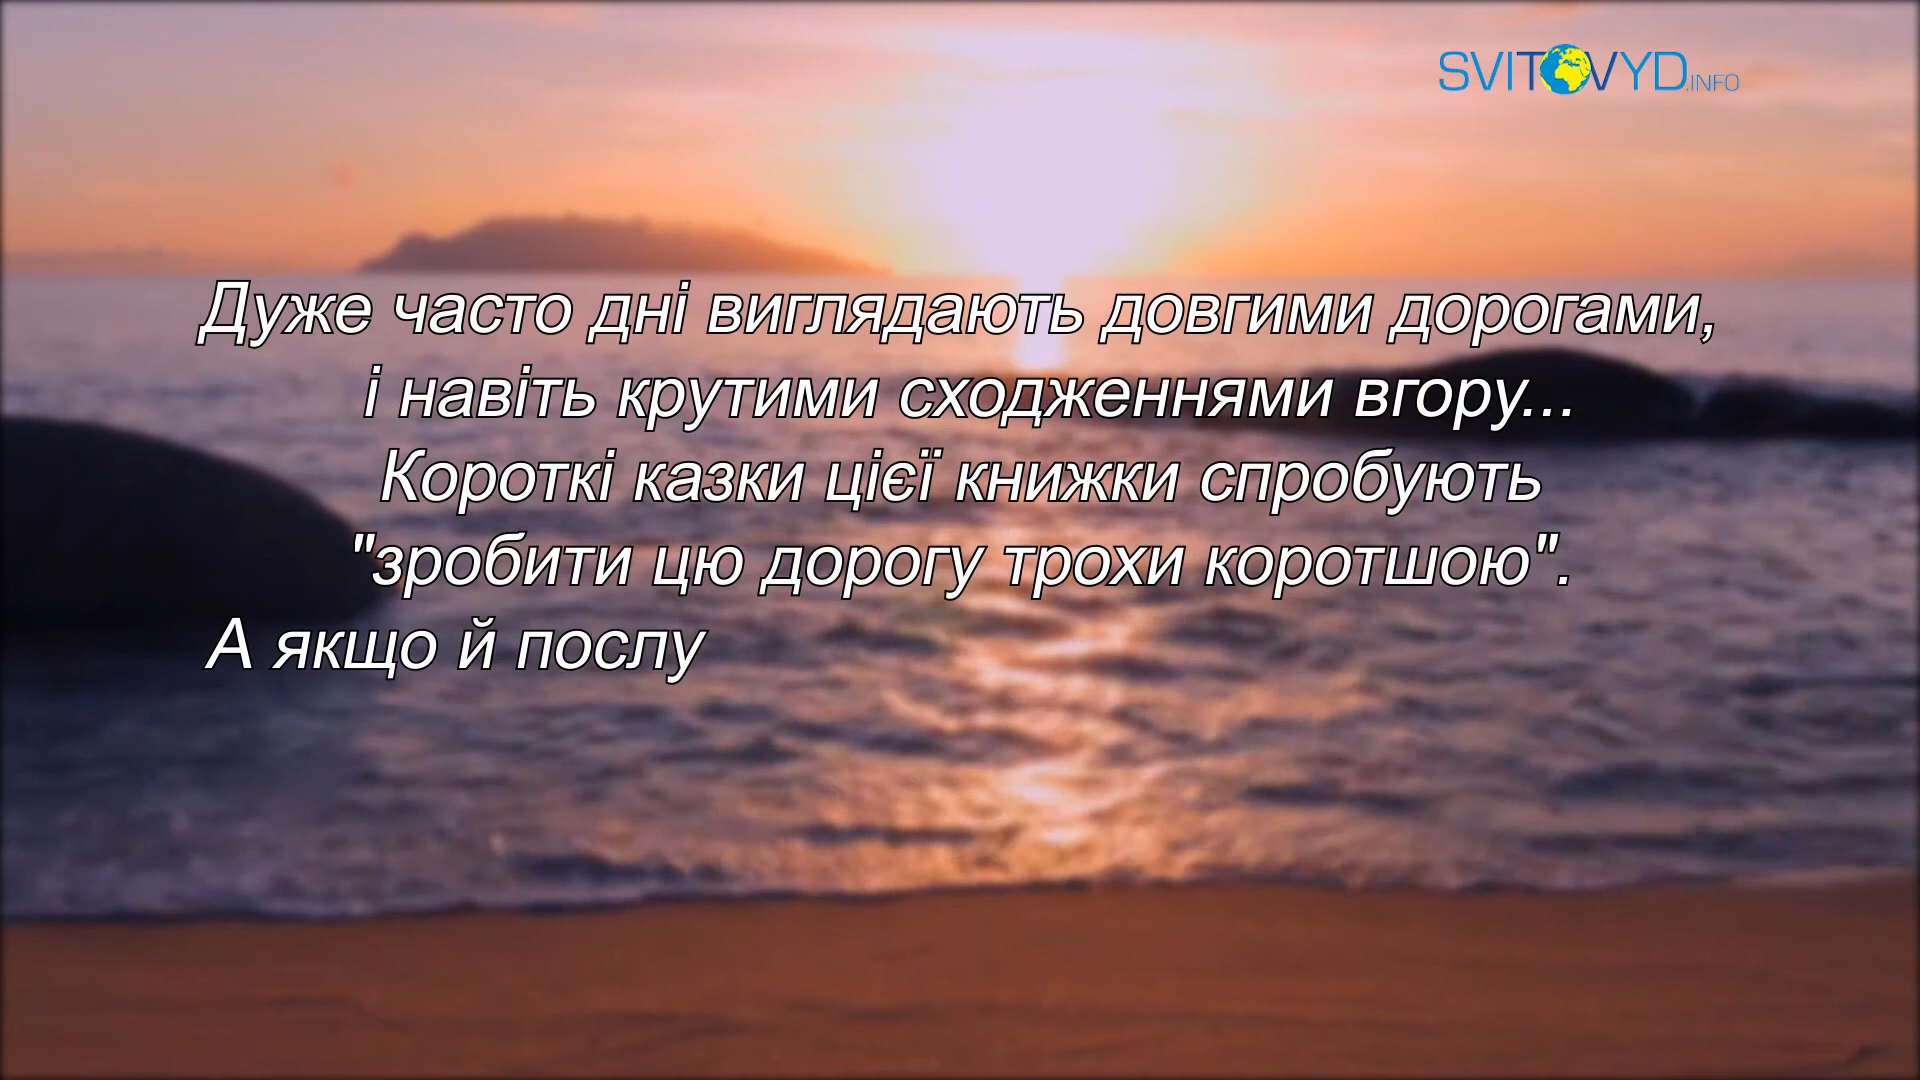 SVITOVYD.INFO
Дуже часто дні виглядають довгими дорогами,
і навіть крутими сходженнями вгору...
Короткі казки цієї книжки спробують
"зробити цю дорогу трохи коротшою".
А якщо й послу